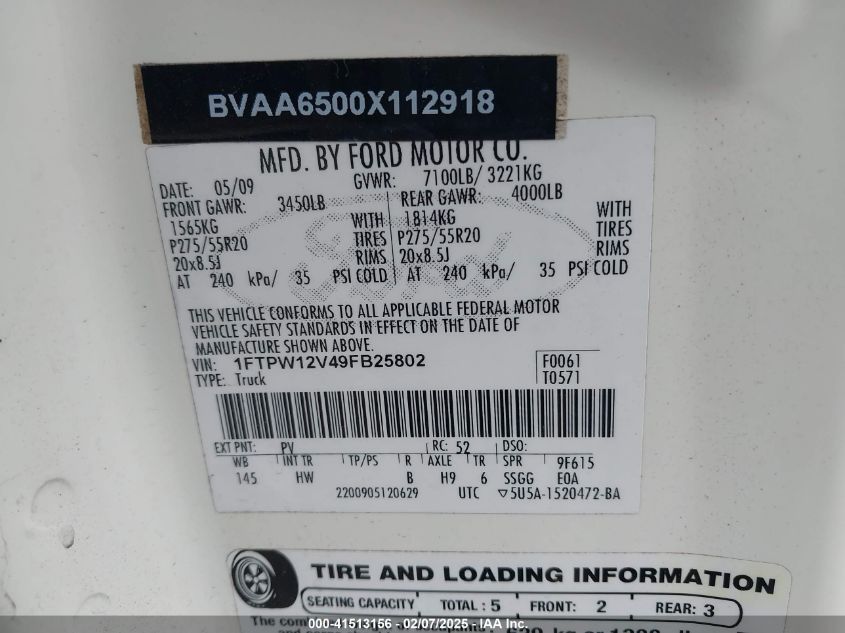 BVAA6500X112918
MFD. BY FORD MOTOR CO.
DATE: 05/09 GVWR: 7100LB/ 3221KG
FRONT GAWR: 3450LB REAR GAWR: 4000LB
1565KG WITH 1814KG WITH
P275/55R20 TIRES P275/55R20 TIRES
20x8.5J RIMS 20x8.5J RIMS
AT 240 kPa/ 35 PSI COLD AT 240 kPa/ 35 PSI COLD
THIS VEHICLE CONFORMS TO ALL APPLICABLE FEDERAL MOTOR
VEHICLE SAFETY STANDARDS IN EFFECT ON THE DATE OF
MANUFACTURE SHOWN ABOVE.
VIN: 1FTPW12V49FB25802 F0061
TYPE: Truck T0571
EXT PNT: PV RC: 52 DSO:
WB INT TR TP/PS R AXLE TR SPR 9F615
145 HW B H9 6 SSGG E0A
2200905120629 UTC ▽5U5A-1520472-BA
TIRE AND LOADING INFORMATION
SEATING CAPACITY TOTAL : 5 FRONT: 2 REAR: 3
The
000-41513156 - 02/07/2025 - IAA Inc.